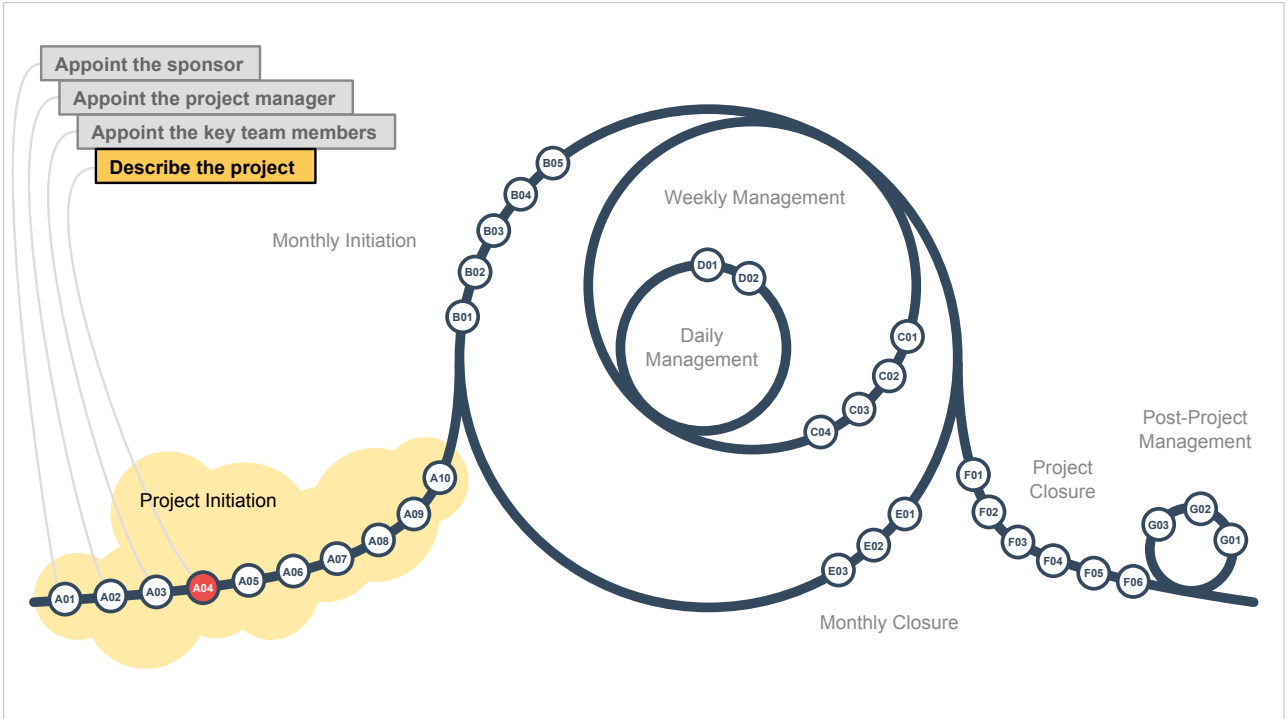 Appoint the sponsor
Appoint the project manager
Appoint the key team members
Describe the project
Monthly Initiation
B05
B04
B03
B02
B01
Weekly Management
D01
D02
Daily
Management
C01
C02
C03
C04
Project Initiation
A01
A02
A03
A04
A05
A06
A07
A08
A09
A10
E01
E02
E03
Monthly Closure
F01
F02
F03
F04
F05
F06
Project
Closure
Post-Project
Management
G03
G02
G01